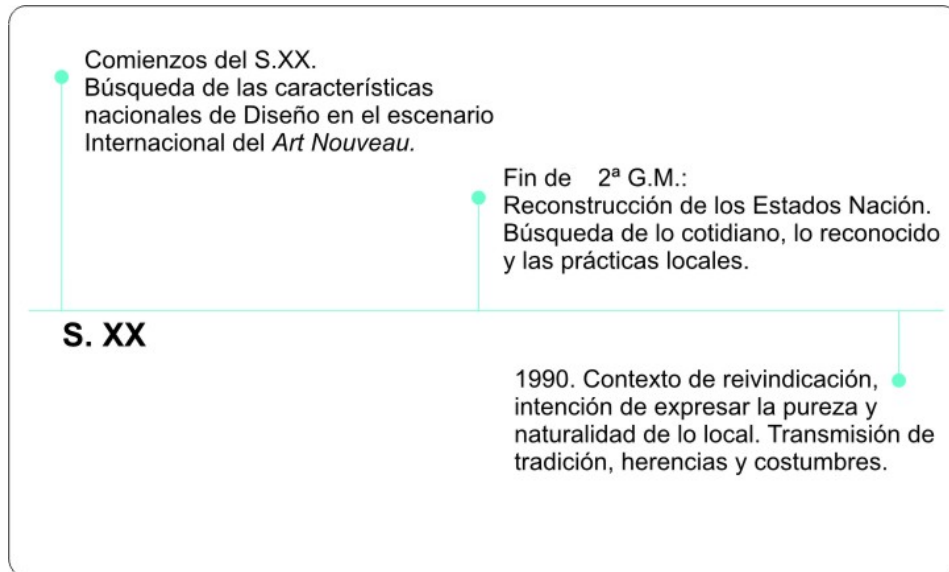 Comienzos del S.XX.
Búsqueda de las características
nacionales de Diseño en el escenario
Internacional del Art Nouveau.
Fin de 2ª G.M.:
Reconstrucción de los Estados Nación.
Búsqueda de lo cotidiano, lo reconocido
y las prácticas locales.
S. XX
1990. Contexto de reivindicación,
intención de expresar la pureza y
naturalidad de lo local. Transmisión de
tradición, herencias y costumbres.